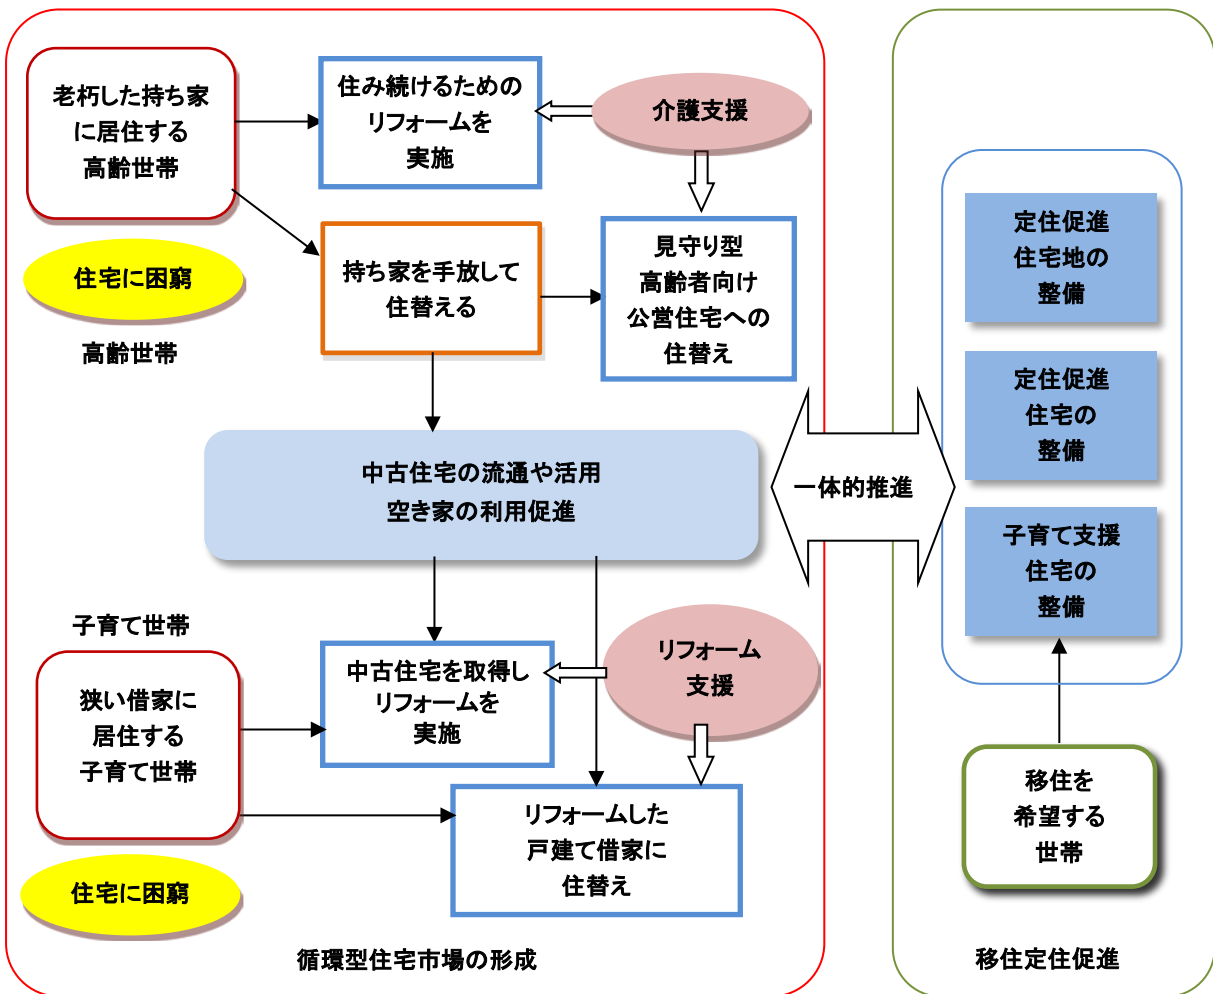 老朽した持ち家
に居住する
高齢世帯
住み続けるための
リフォームを
実施
介護支援
住宅に困窮
高齢世帯
持ち家を手放して
住替える
見守り型
高齢者向け
公営住宅への
住替え
中古住宅の流通や活用
空き家の利用促進
一体的推進
子育て世帯
狭い借家に
居住する
子育て世帯
中古住宅を取得し
リフォームを
実施
リフォーム
支援
住宅に困窮
リフォームした
戸建て借家に
住替え
循環型住宅市場の形成
定住促進
住宅地の
整備
定住促進
住宅の
整備
子育て支援
住宅の
整備
移住を
希望する
世帯
移住定住促進